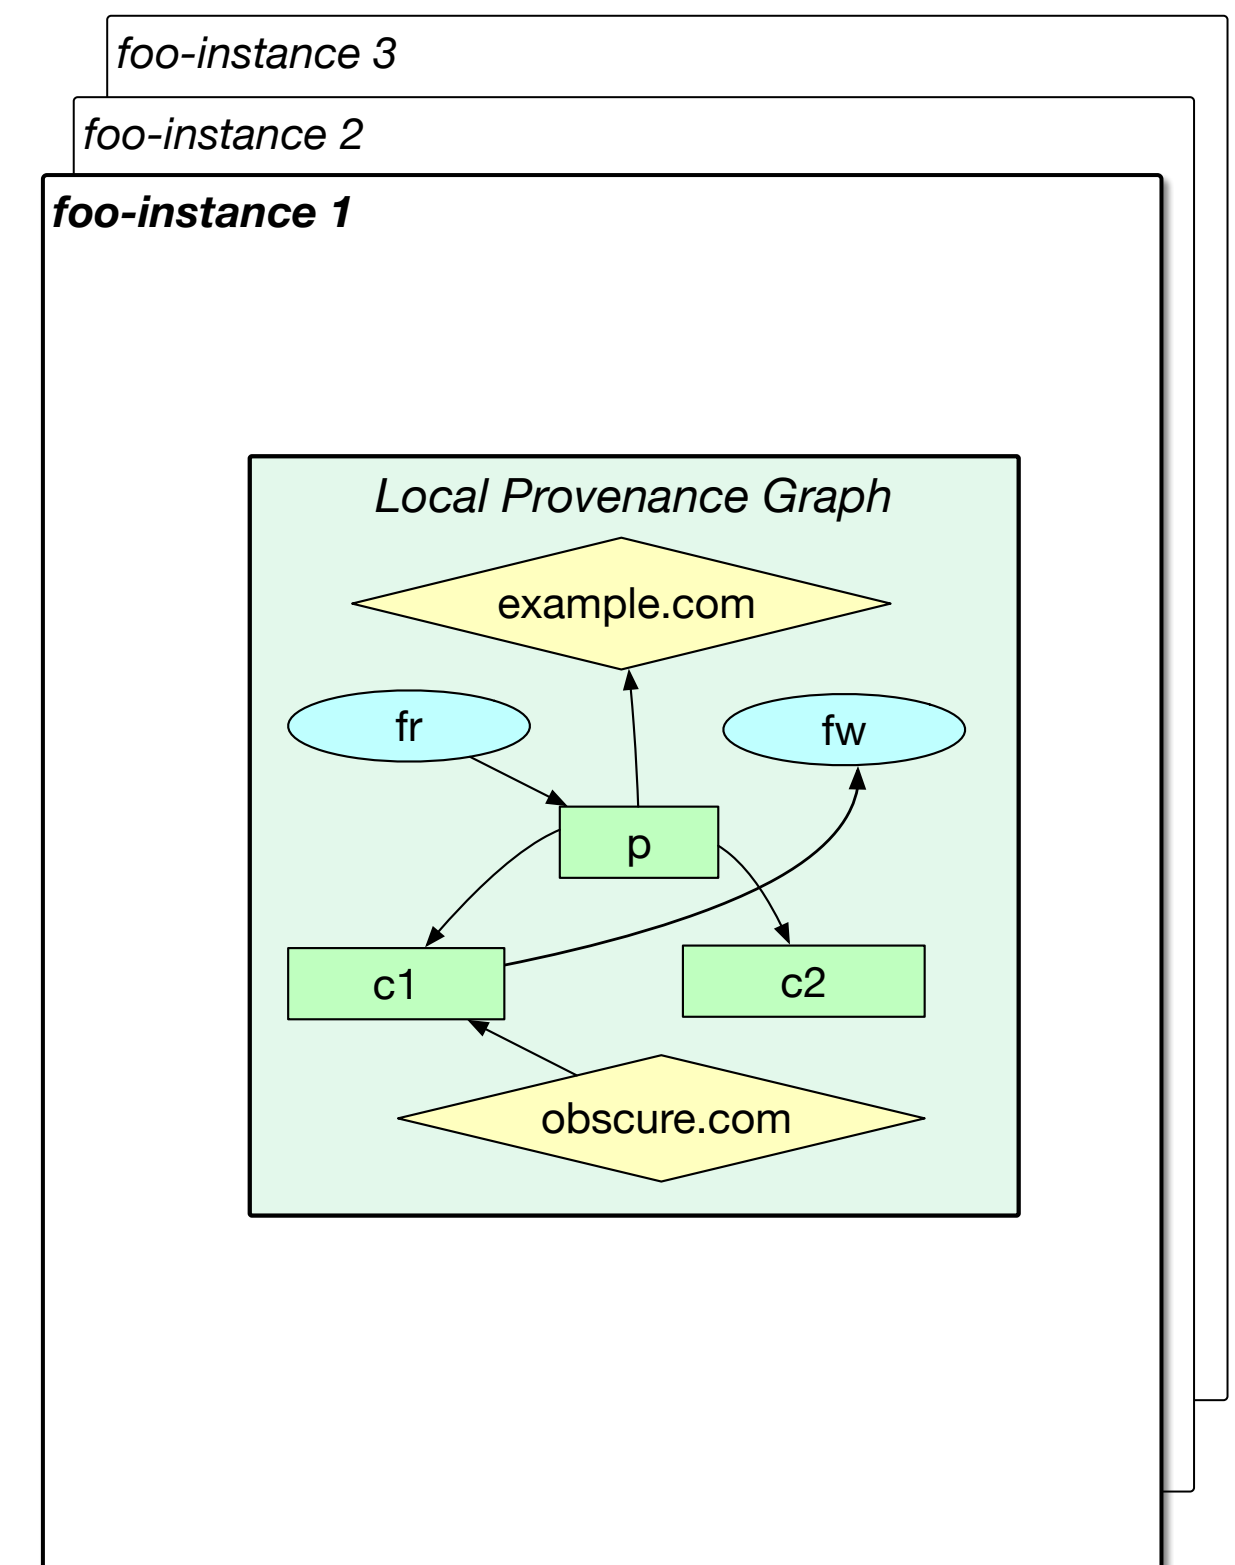 foo-instance 3
foo-instance 2
foo-instance 1
Local Provenance Graph
example.com
fr
fw
p
c1
c2
obscure.com